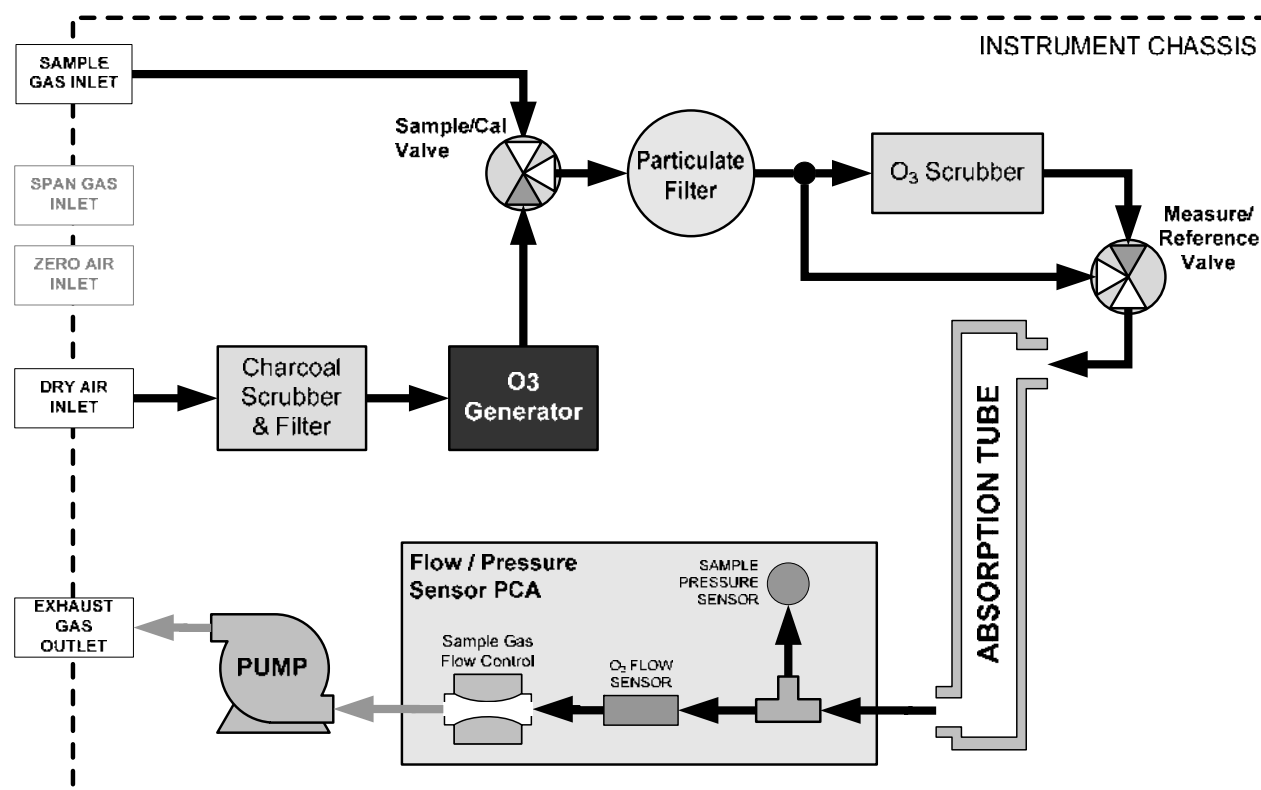 INSTRUMENT CHASSIS
SAMPLE
GAS INLET
Sample/Cal
Valve
Particulate
Filter
O₃ Scrubber
SPAN GAS
INLET
Measure/
Reference
Valve
ZERO AIR
INLET
DRY AIR
INLET
Charcoal
Scrubber
& Filter
O3
Generator
ABSORPTION TUBE
Flow / Pressure
Sensor PCA
SAMPLE
PRESSURE
SENSOR
EXHAUST
GAS
OUTLET
PUMP
Sample Gas
Flow Control
O₃ FLOW
SENSOR